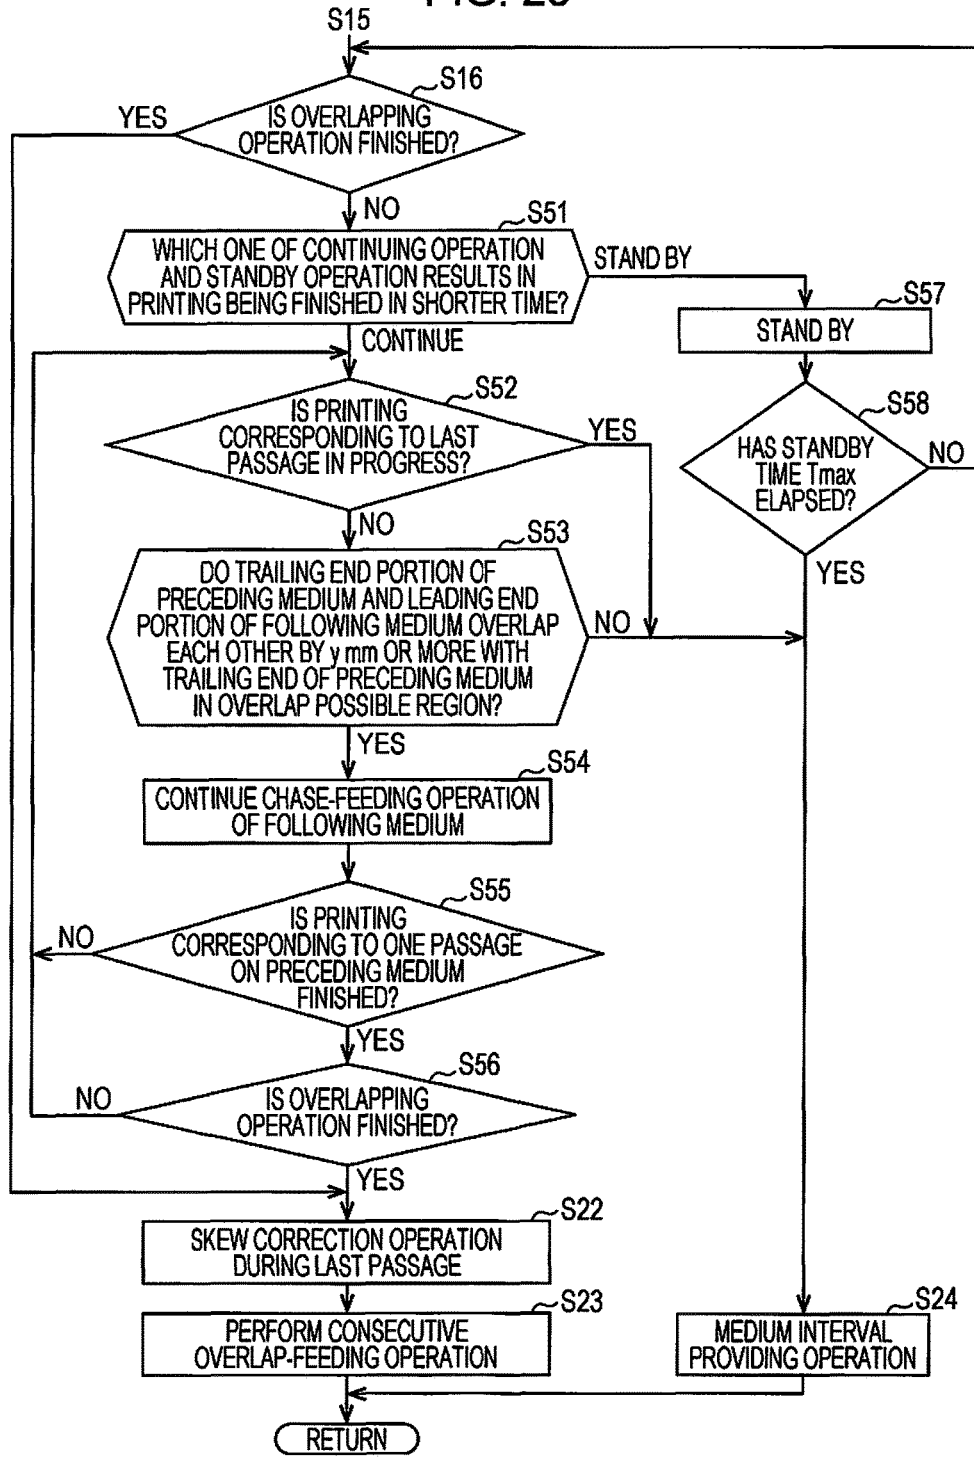 S15
S16
YES
IS OVERLAPPING
OPERATION FINISHED?
NO
S51
WHICH ONE OF CONTINUING OPERATION
AND STANDBY OPERATION RESULTS IN
PRINTING BEING FINISHED IN SHORTER TIME?
STAND BY
S57
STAND BY
CONTINUE
S52
IS PRINTING
CORRESPONDING TO LAST
PASSAGE IN PROGRESS?
YES
S58
HAS STANDBY
TIME Tmax
ELAPSED?
NO
YES
NO
S53
DO TRAILING END PORTION OF
PRECEDING MEDIUM AND LEADING END
PORTION OF FOLLOWING MEDIUM OVERLAP
EACH OTHER BY y mm OR MORE WITH
TRAILING END OF PRECEDING MEDIUM
IN OVERLAP POSSIBLE REGION?
NO
YES
S54
CONTINUE CHASE-FEEDING OPERATION
OF FOLLOWING MEDIUM
S55
IS PRINTING
CORRESPONDING TO ONE PASSAGE
ON PRECEDING MEDIUM
FINISHED?
NO
YES
S56
IS OVERLAPPING
OPERATION FINISHED?
NO
YES
S22
SKEW CORRECTION OPERATION
DURING LAST PASSAGE
S23
PERFORM CONSECUTIVE
OVERLAP-FEEDING OPERATION
S24
MEDIUM INTERVAL
PROVIDING OPERATION
RETURN